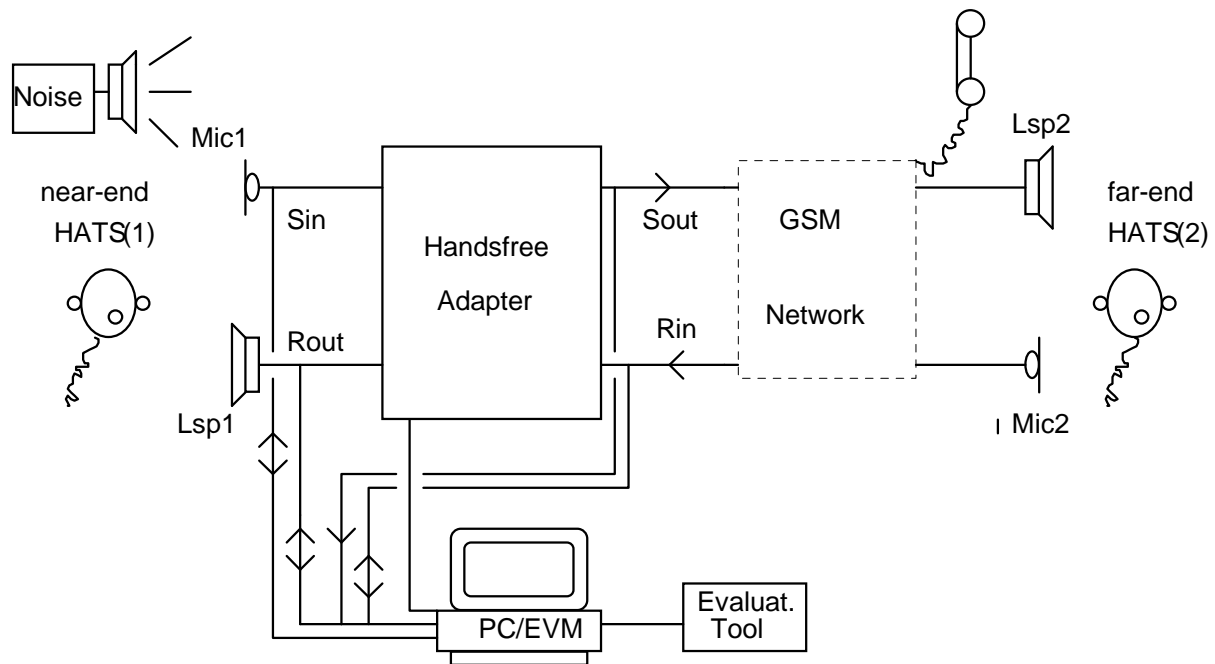 Noise
Mic1
Lsp2
near-end
HATS(1)
Sin
Handsfree
Adapter
Sout
GSM
Network
far-end
HATS(2)
Rout
Rin
Lsp1
Mic2
PC/EVM
Evaluat.
Tool